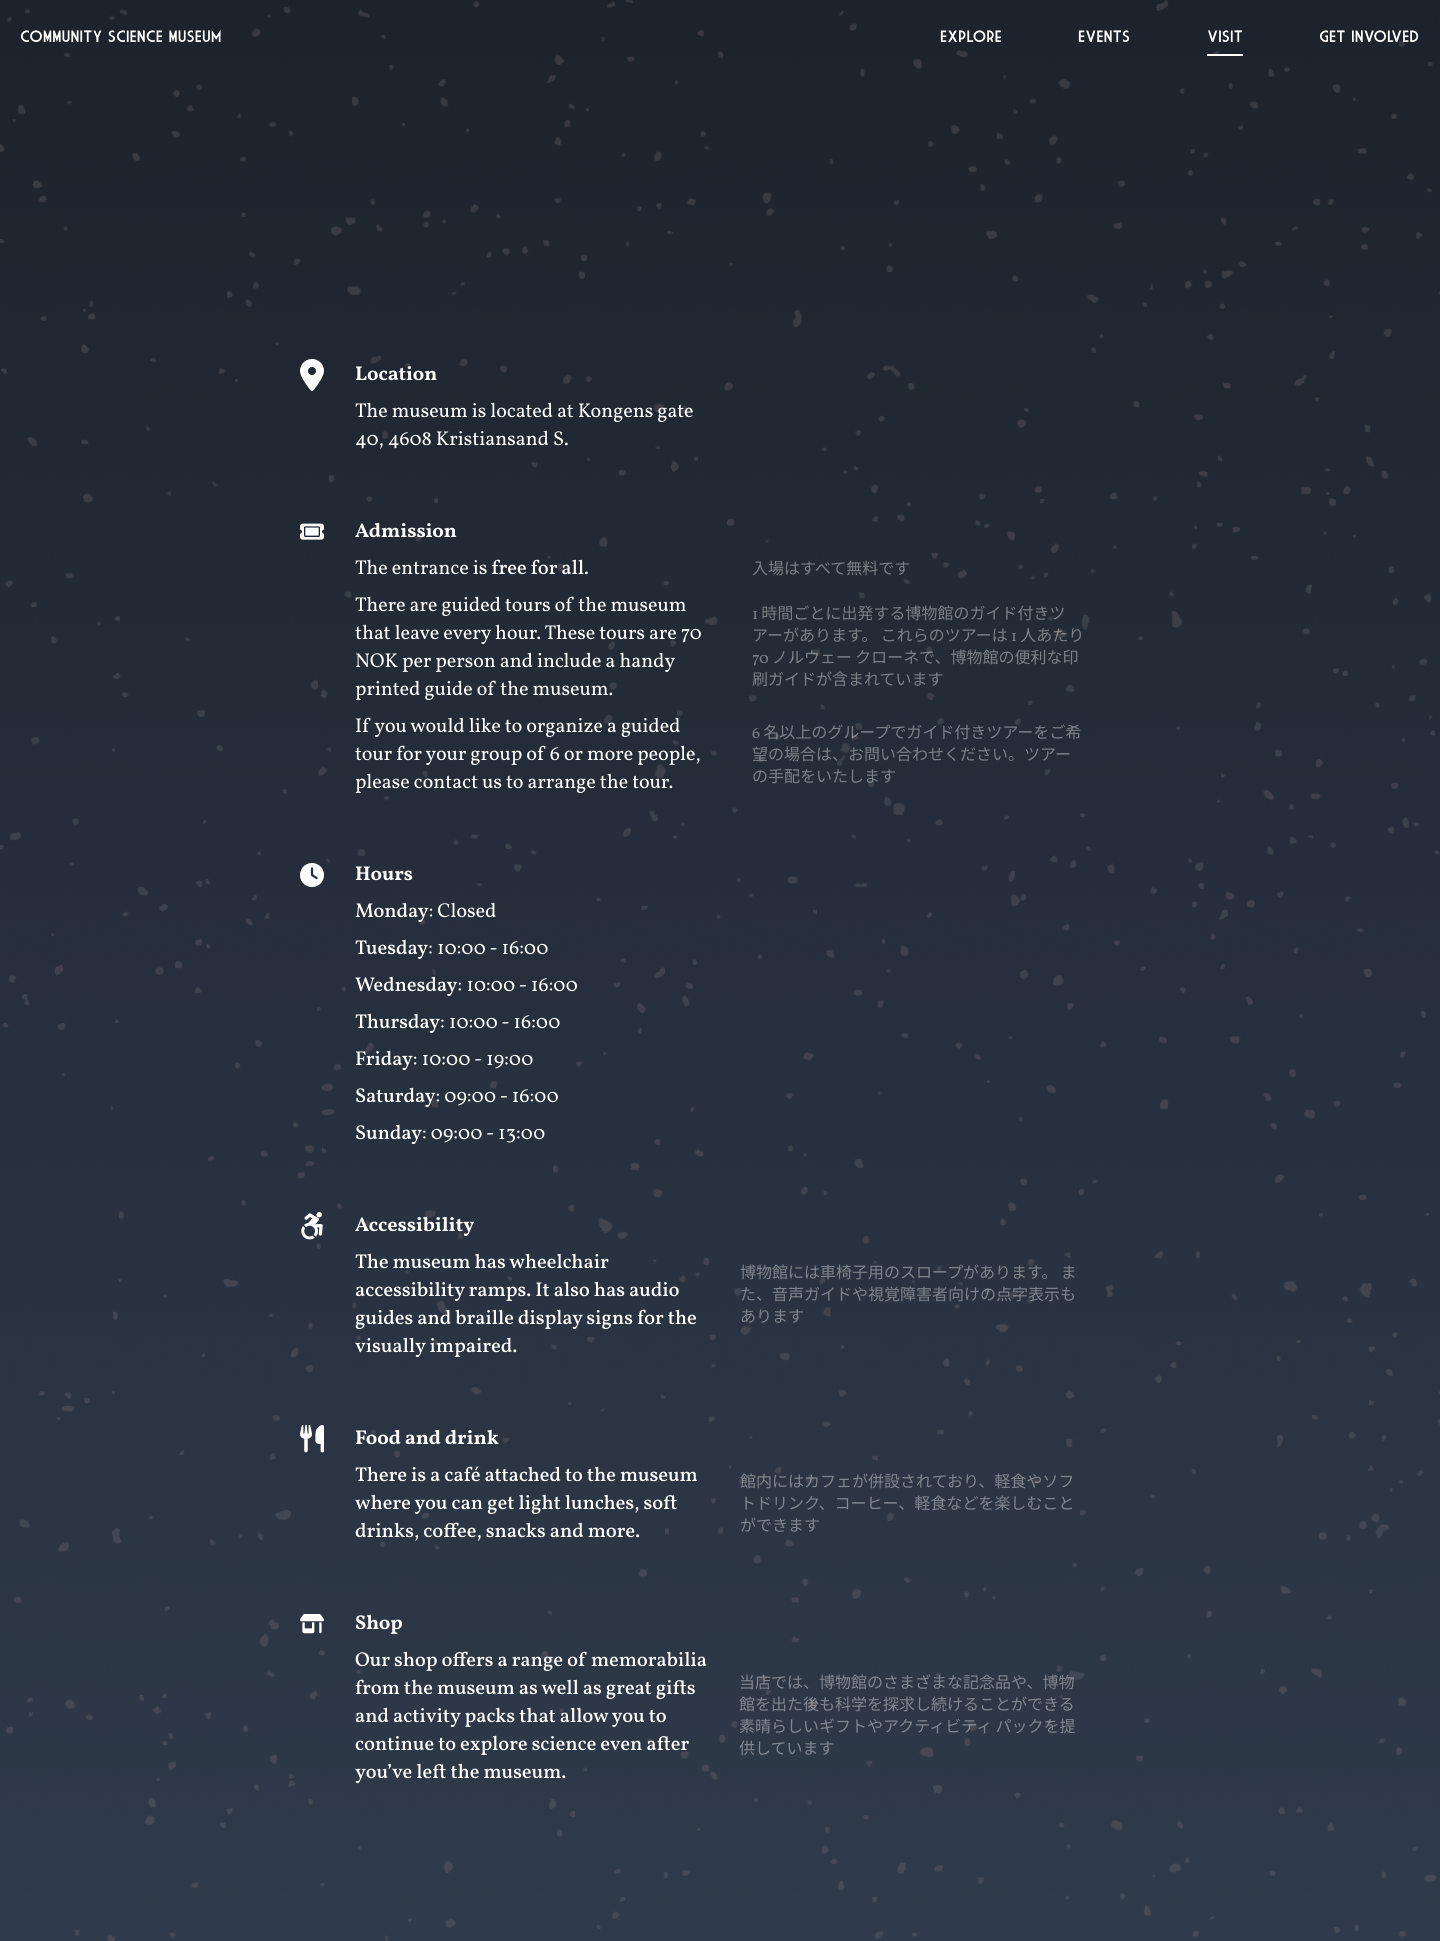 COMMUNITY SCIENCE MUSEUM
EXPLORE
EVENTS
VISIT
GET INVOLVED
Location
The museum is located at Kongens gate
40, 4608 Kristiansand S.
Admission
The entrance is free for all.
There are guided tours of the museum
that leave every hour. These tours are 70
NOK per person and include a handy
printed guide of the museum.
If you would like to organize a guided
tour for your group of 6 or more people,
please contact us to arrange the tour.
入場はすべて無料です
1 時間ごとに出発する博物館のガイド付きツ
アーがあります。 これらのツアーは 1 人あたり
70 ノルウェー クローネで、博物館の便利な印
刷ガイドが含まれています
6 名以上のグループでガイド付きツアーをご希
望の場合は、お問い合わせください。ツアー
の手配をいたします
Hours
Monday: Closed
Tuesday: 10:00 - 16:00
Wednesday: 10:00 - 16:00
Thursday: 10:00 - 16:00
Friday: 10:00 - 19:00
Saturday: 09:00 - 16:00
Sunday: 09:00 - 13:00
Accessibility
The museum has wheelchair
accessibility ramps. It also has audio
guides and braille display signs for the
visually impaired.
博物館には車椅子用のスロープがあります。 ま
た、音声ガイドや視覚障害者向けの点字表示も
あります
Food and drink
There is a café attached to the museum
where you can get light lunches, soft
drinks, coffee, snacks and more.
館内にはカフェが併設されており、軽食やソフ
トドリンク、コーヒー、軽食などを楽しむこと
ができます
Shop
Our shop offers a range of memorabilia
from the museum as well as great gifts
and activity packs that allow you to
continue to explore science even after
you’ve left the museum.
当店では、博物館のさまざまな記念品や、博物
館を出た後も科学を探求し続けることができる
素晴らしいギフトやアクティビティ パックを提
供しています